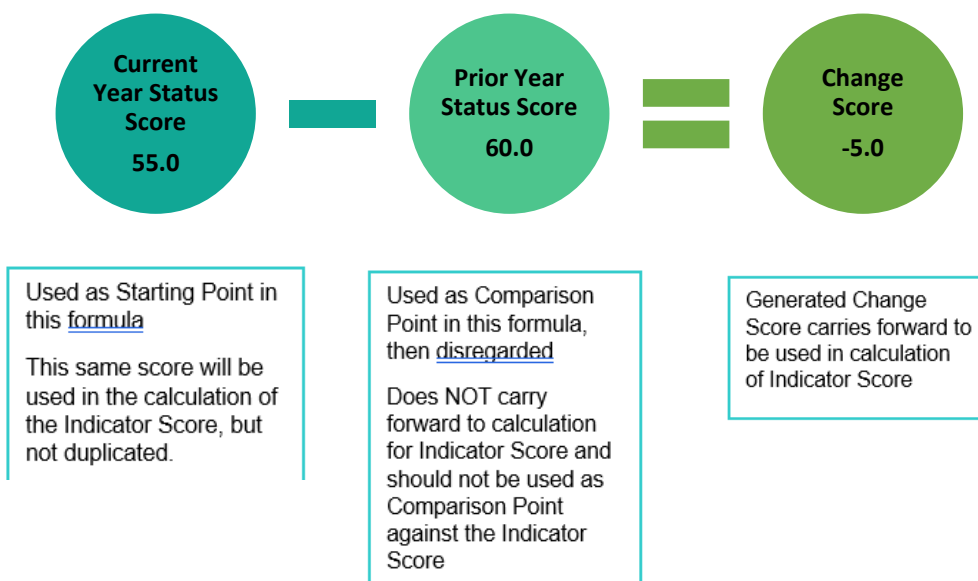 Current
Year Status
Score
55.0
Prior Year
Status Score
60.0
Change
Score
-5.0
Used as Starting Point in
this formula
This same score will be
used in the calculation of
the Indicator Score, but
not duplicated.
Used as Comparison
Point in this formula,
then disregarded
Does NOT carry
forward to calculation
for Indicator Score and
should not be used as
Comparison Point
against the Indicator
Score
Generated Change
Score carries forward to
be used in calculation
of Indicator Score